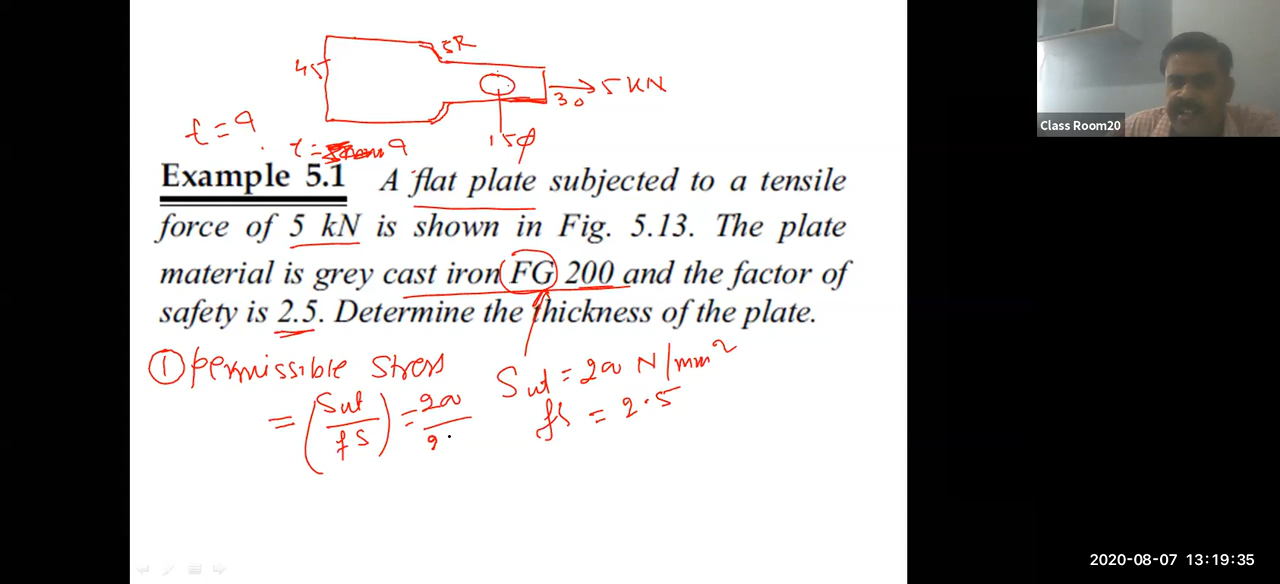 5R
45
5 KN
30
t = ?
t = ?
15φ
Class Room20
Example 5.1 A flat plate subjected to a tensile
force of 5 kN is shown in Fig. 5.13. The plate
material is grey cast iron FG 200 and the factor of
safety is 2.5. Determine the thickness of the plate.
① permissible stress
Sut = 200 N/mm²
= (Sut/fs) = 200/2.
fs = 2.5
2020-08-07 13:19:35